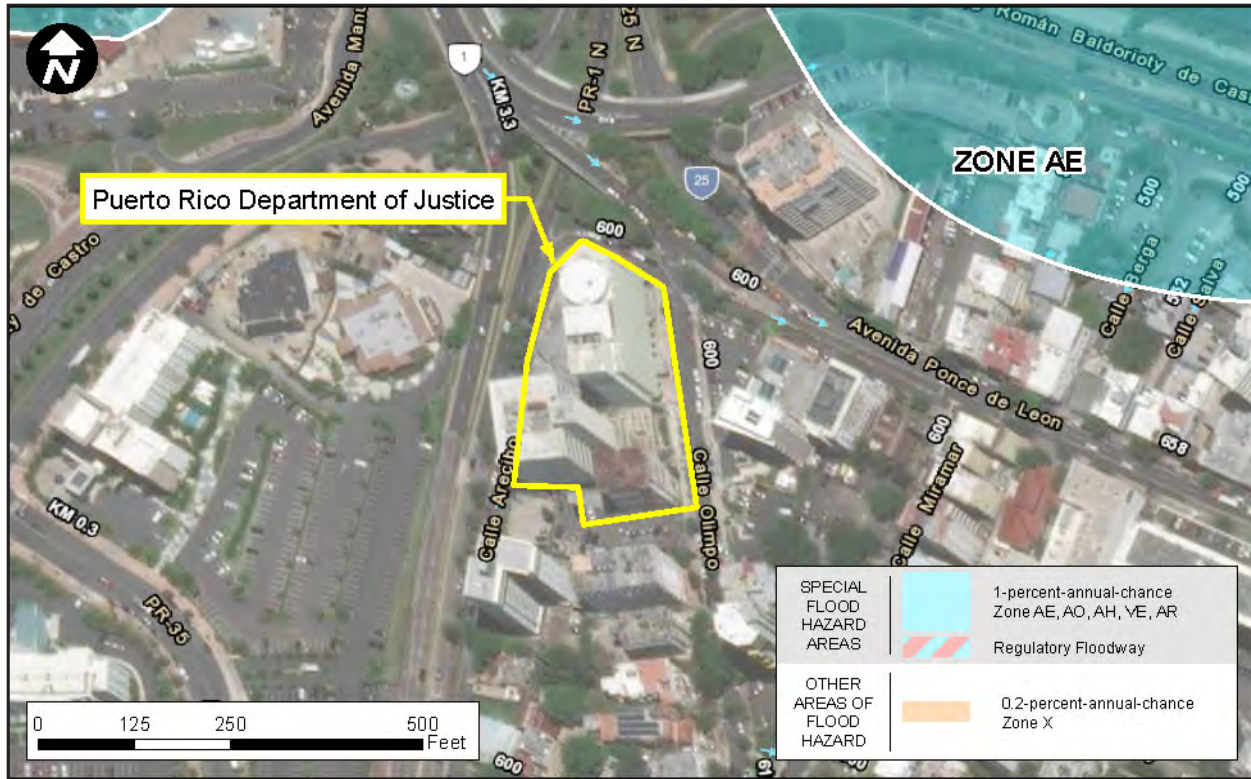 N
Avenida Manu
1
KM 3.3
PR-1 N
25 N
Román Baldorioty de Cast
ZONE AE
25
Puerto Rico Department of Justice
600
500
500
y de Castro
600
Calle Berga
502
Calle Salva
600
Avenida Ponce de Leon
600
658
Calle Arecibo
Calle Olimpo
Calle Miramar
KM 0.3
PR-35
SPECIAL
FLOOD
HAZARD
AREAS
1-percent-annual-chance
Zone AE, AO, AH, VE, AR
Regulatory Floodway
OTHER
AREAS OF
FLOOD
HAZARD
0.2-percent-annual-chance
Zone X
0 125 250 500
Feet
600